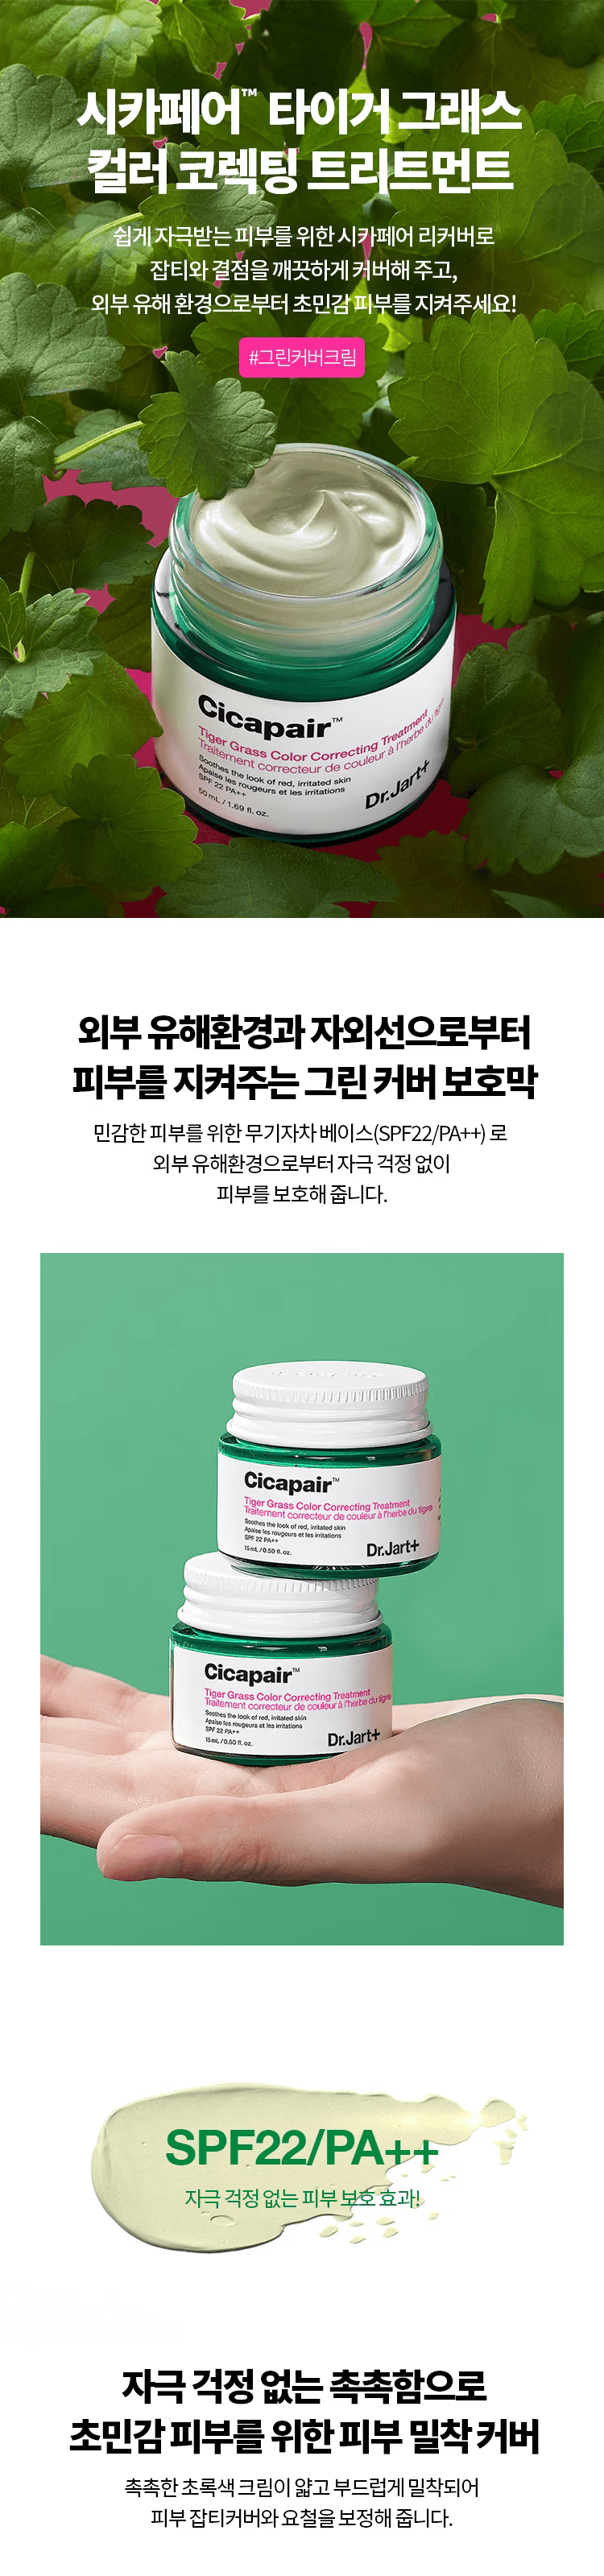 시카페어™ 타이거 그래스
컬러 코렉팅 트리트먼트
쉽게 자극받는 피부를 위한 시카페어 리커버로
잡티와 결점을 깨끗하게 커버해 주고,
외부 유해 환경으로부터 초민감 피부를 지켜주세요!
#그린커버크림
Cicapair™
Tiger Grass Color Correcting Treatment
Traitement correcteur de couleur à l'herbe du tigre
Soothes the look of red, irritated skin
Apaise les rougeurs et les irritations
SPF 22 PA++
50 mL / 1.69 fl. oz.
Dr.Jart+
외부 유해환경과 자외선으로부터
피부를 지켜주는 그린 커버 보호막
민감한 피부를 위한 무기자차 베이스(SPF22/PA++) 로
외부 유해환경으로부터 자극 걱정 없이
피부를 보호해 줍니다.
Cicapair™
Tiger Grass Color Correcting Treatment
Traitement correcteur de couleur à l'herbe du tigre
Soothes the look of red, irritated skin
Apaise les rougeurs et les irritations
SPF 22 PA++
15 mL / 0.50 fl. oz.
Dr.Jart+
Cicapair™
Tiger Grass Color Correcting Treatment
Traitement correcteur de couleur à l'herbe du tigre
Soothes the look of red, irritated skin
Apaise les rougeurs et les irritations
SPF 22 PA++
15 mL / 0.50 fl. oz.
Dr.Jart+
SPF22/PA++
자극 걱정 없는 피부 보호 효과!
자극 걱정 없는 촉촉함으로
초민감 피부를 위한 피부 밀착 커버
촉촉한 초록색 크림이 얇고 부드럽게 밀착되어
피부 잡티커버와 요철을 보정해 줍니다.